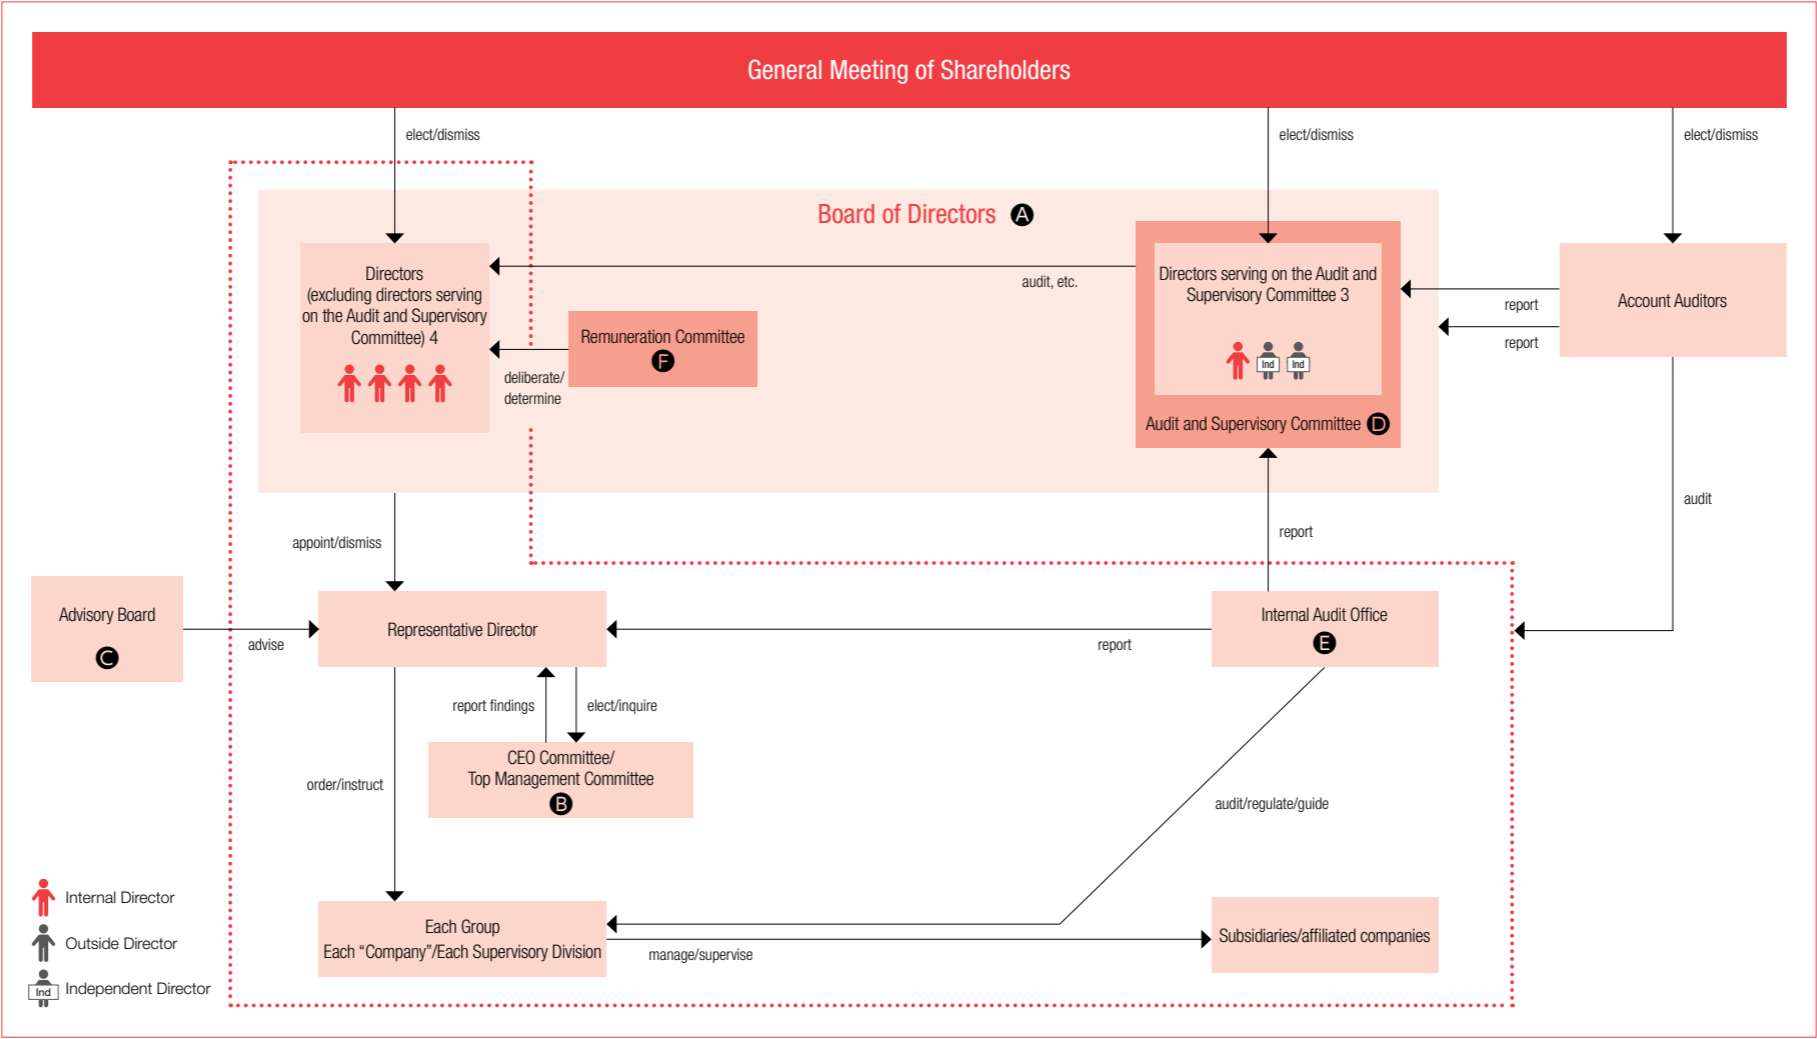 General Meeting of Shareholders
elect/dismiss
elect/dismiss
elect/dismiss
Board of Directors A
Directors
(excluding directors serving
on the Audit and Supervisory
Committee) 4
audit, etc.
Remuneration Committee
F
deliberate/
determine
Directors serving on the Audit and
Supervisory Committee 3
Ind
Ind
Audit and Supervisory Committee D
report
report
Account Auditors
audit
appoint/dismiss
report
Advisory Board
C
advise
Representative Director
report
Internal Audit Office
E
report findings
elect/inquire
CEO Committee/
Top Management Committee
B
order/instruct
audit/regulate/guide
Each Group
Each “Company”/Each Supervisory Division
manage/supervise
Subsidiaries/affiliated companies
Internal Director
Outside Director
Ind
Independent Director